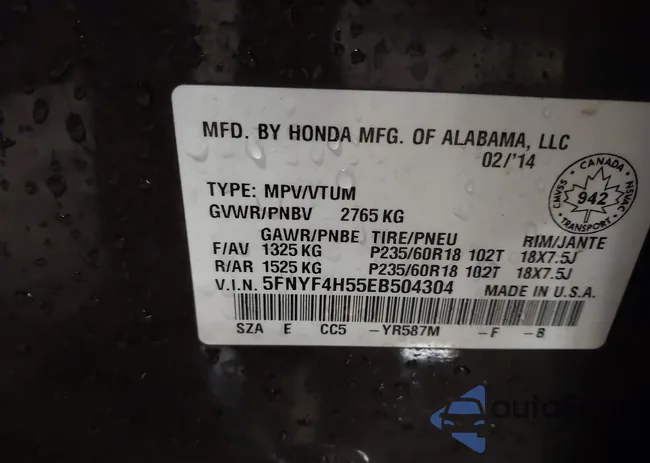 MFD. BY HONDA MFG. OF ALABAMA, LLC
02/'14
CANADA
CMVSS 942 NSVAC
TRANSPORT
TYPE: MPV/VTUM
GVWR/PNBV 2765 KG
GAWR/PNBE TIRE/PNEU RIM/JANTE
F/AV 1325 KG P235/60R18 102T 18X7.5J
R/AR 1525 KG P235/60R18 102T 18X7.5J
V.I.N. 5FNYF4H55EB504304 MADE IN U.S.A.
SZA E CC5 -YR587M -F -B